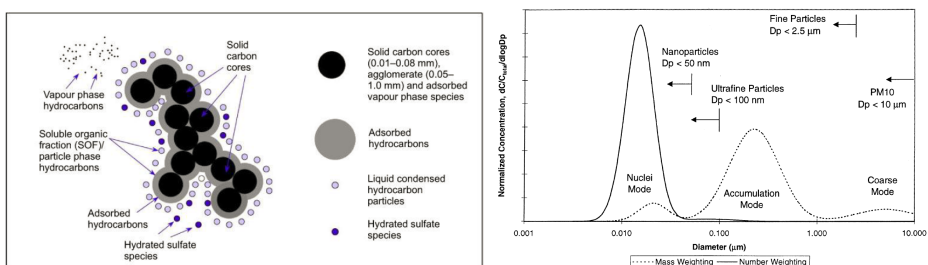 Vapour phase
hydrocarbons
Solid
carbon
cores
Soluble organic
fraction (SOF)/
particle phase
hydrocarbons
Adsorbed
hydrocarbons
Hydrated sulfate
species
Solid carbon cores
(0.01–0.08 mm),
agglomerate (0.05–
1.0 mm) and adsorbed
vapour phase species
Adsorbed
hydrocarbons
Liquid condensed
hydrocarbon
particles
Hydrated sulfate
species
Normalized Concentration, dC/Ctotal/dlogDp
Fine Particles
Dp < 2.5 μm
Nanoparticles
Dp < 50 nm
Ultrafine Particles
Dp < 100 nm
PM10
Dp < 10 μm
Nuclei
Mode
Accumulation
Mode
Coarse
Mode
0.001 0.010 0.100 1.000 10.000
Diameter (μm)
Mass Weighting Number Weighting